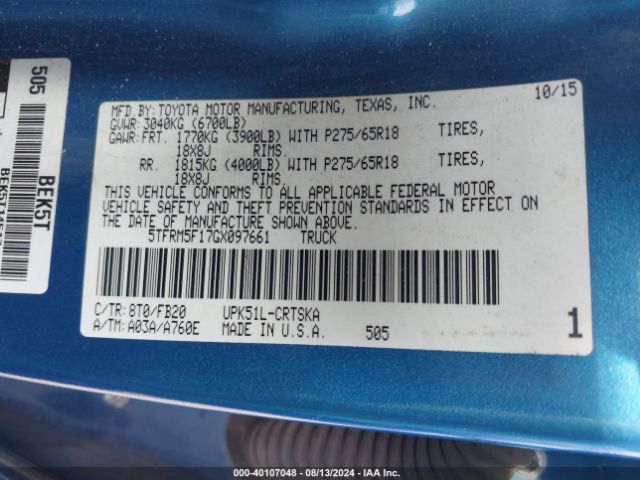 MFD.BY:TOYOTA MOTOR MANUFACTURING, TEXAS, INC. 10/15
GVWR:3040KG (6700LB)
GAWR:FRT. 1770KG (3900LB) WITH P275/65R18 TIRES,
18X8J RIMS.
RR. 1815KG (4000LB) WITH P275/65R18 TIRES,
18X8J RIMS.
THIS VEHICLE CONFORMS TO ALL APPLICABLE FEDERAL MOTOR
VEHICLE SAFETY AND THEFT PREVENTION STANDARDS IN EFFECT ON
THE DATE OF MANUFACTURE SHOWN ABOVE.
5TFRM5F17GX097661 TRUCK
C/TR:8T0/FB20 UPK51L-CRTSKA
A/TM:A03A/A760E MADE IN U.S.A. 505 1
505
BEK5T
000-40107048 - 08/13/2024 - IAA Inc.